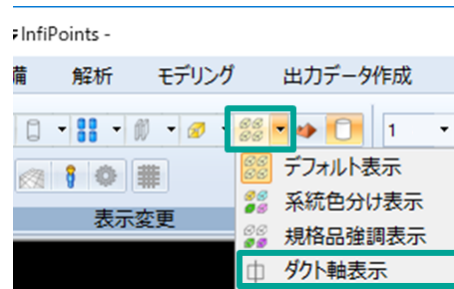 InfiPoints -
備 解析 モデリング 出力データ作成
1
デフォルト表示
系統色分け表示
規格品強調表示
表示変更
ダクト軸表示